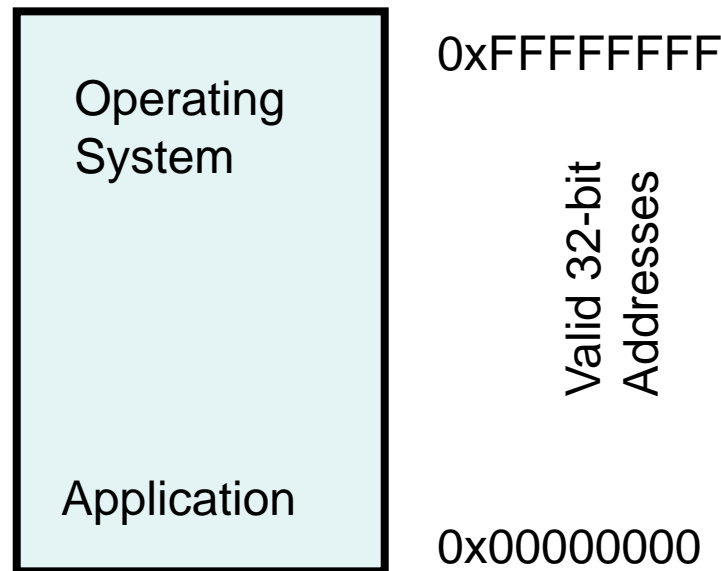 Operating
System
Application
0xFFFFFFFF
Valid 32-bit
Addresses
0x00000000